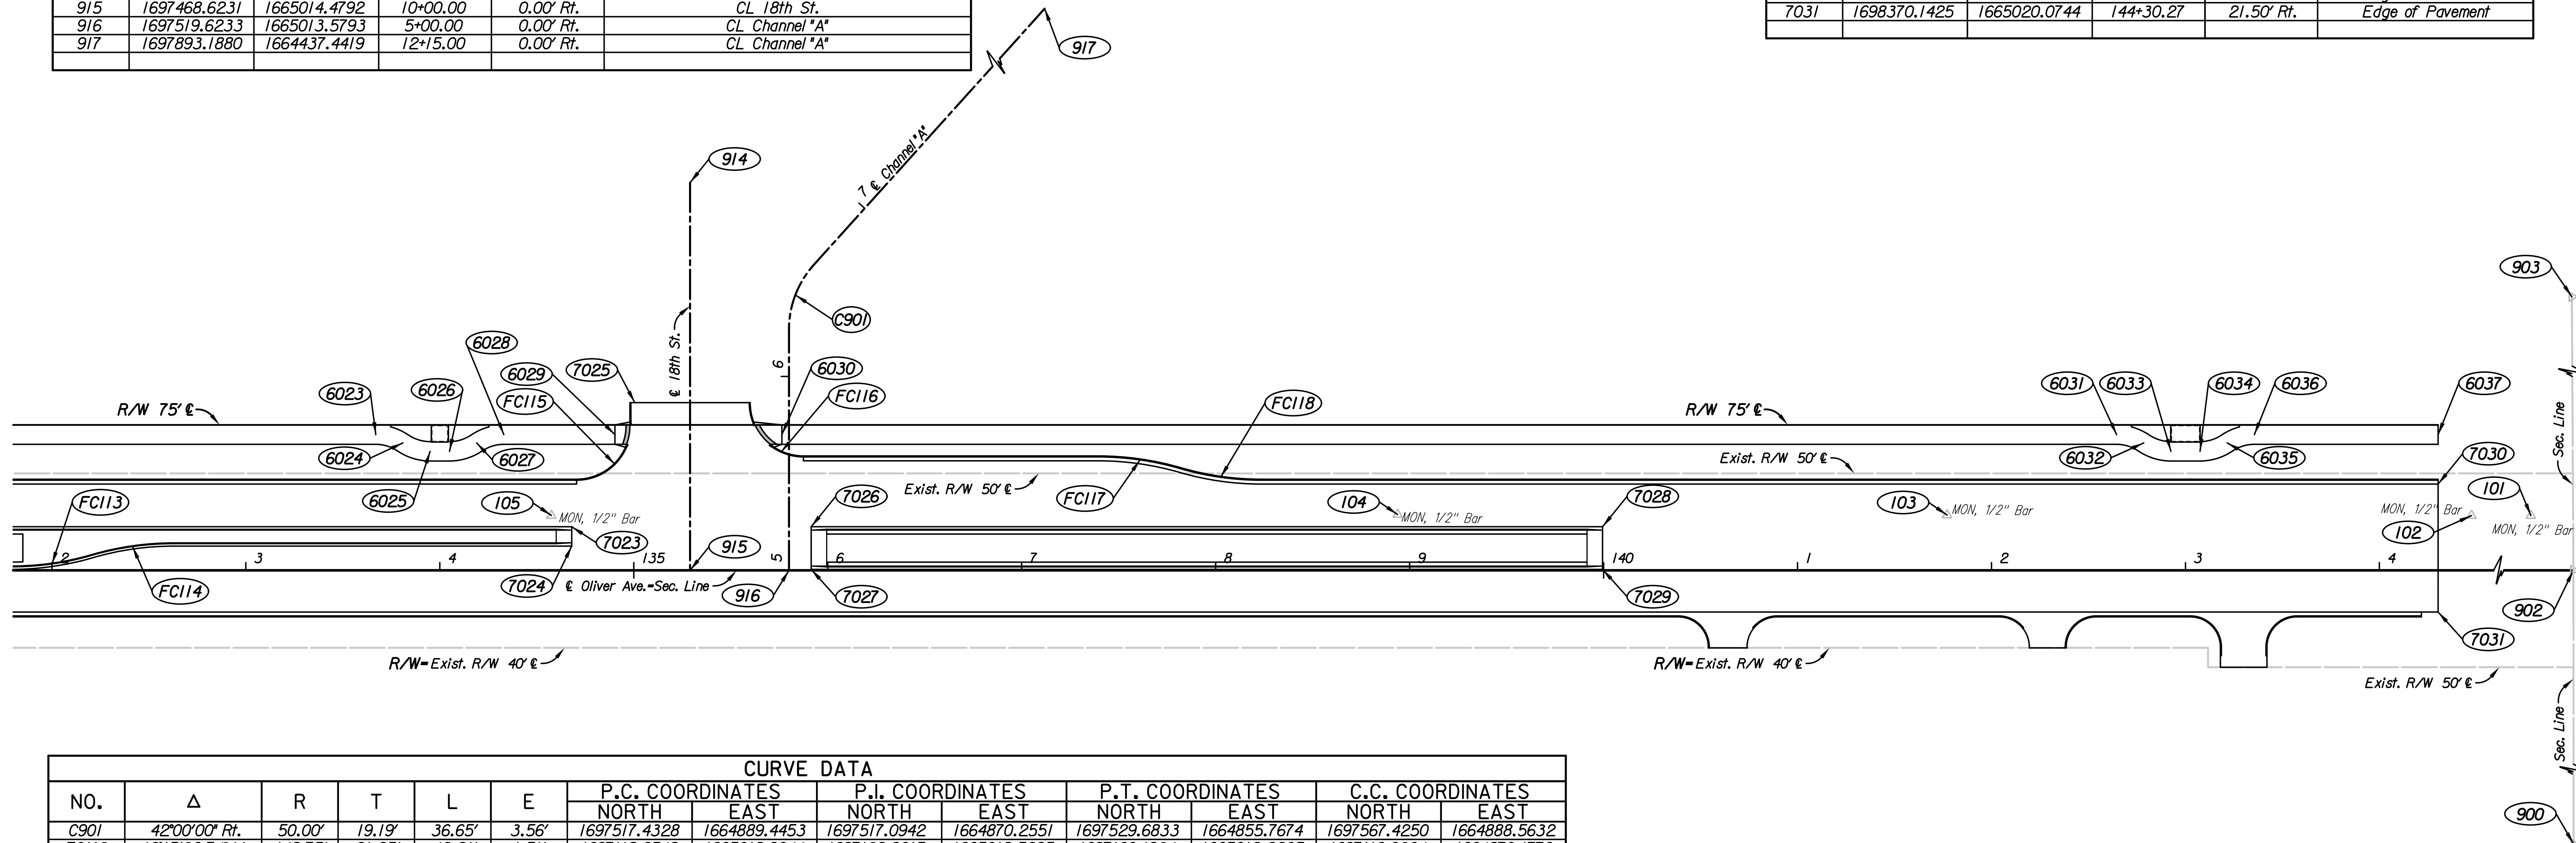 915 1697468.6231 1665014.4792 10+00.00 0.00' Rt. CL 18th St.
916 1697519.6233 1665013.5793 5+00.00 0.00' Rt. CL Channel "A"
917 1697893.1880 1664437.4419 12+15.00 0.00' Rt. CL Channel "A"
7031 1698370.1425 1665020.0744 144+30.27 21.50' Rt. Edge of Pavement
917
914
7 ℄ Channel "A"
903
C901
℄ 18th St.
6
6028
6029
7025
6030
6023
6026
FC115
FC116
FC118
6031
6033
6034
6036
6037
R/W 75' ℄
R/W 75' ℄
Sec. Line
6024
6027
6025
6032
6035
Exist. R/W 50' ℄
Exist. R/W 50' ℄
7030
FC113
105
MON, 1/2" Bar
7026
FC117
104
MON, 1/2" Bar
7028
103
MON, 1/2" Bar
MON, 1/2" Bar
101
102
MON, 1/2" Bar
7023
915
2 3 4 135 5 6 7 8 9 140 1 2 3 4
FC114
7024
℄ Oliver Ave.=Sec. Line
916
7027
7029
902
7031
R/W=Exist. R/W 40' ℄
R/W=Exist. R/W 40' ℄
Exist. R/W 50' ℄
Sec. Line
900
CURVE DATA
NO. Δ R T L E P.C. COORDINATES P.I. COORDINATES P.T. COORDINATES C.C. COORDINATES
NORTH EAST NORTH EAST NORTH EAST NORTH EAST
C901 42°00'00" Rt. 50.00' 19.19' 36.65' 3.56' 1697517.4328 1664889.4453 1697517.0942 1664870.2551 1697529.6833 1664855.7674 1697567.4250 1664888.5632